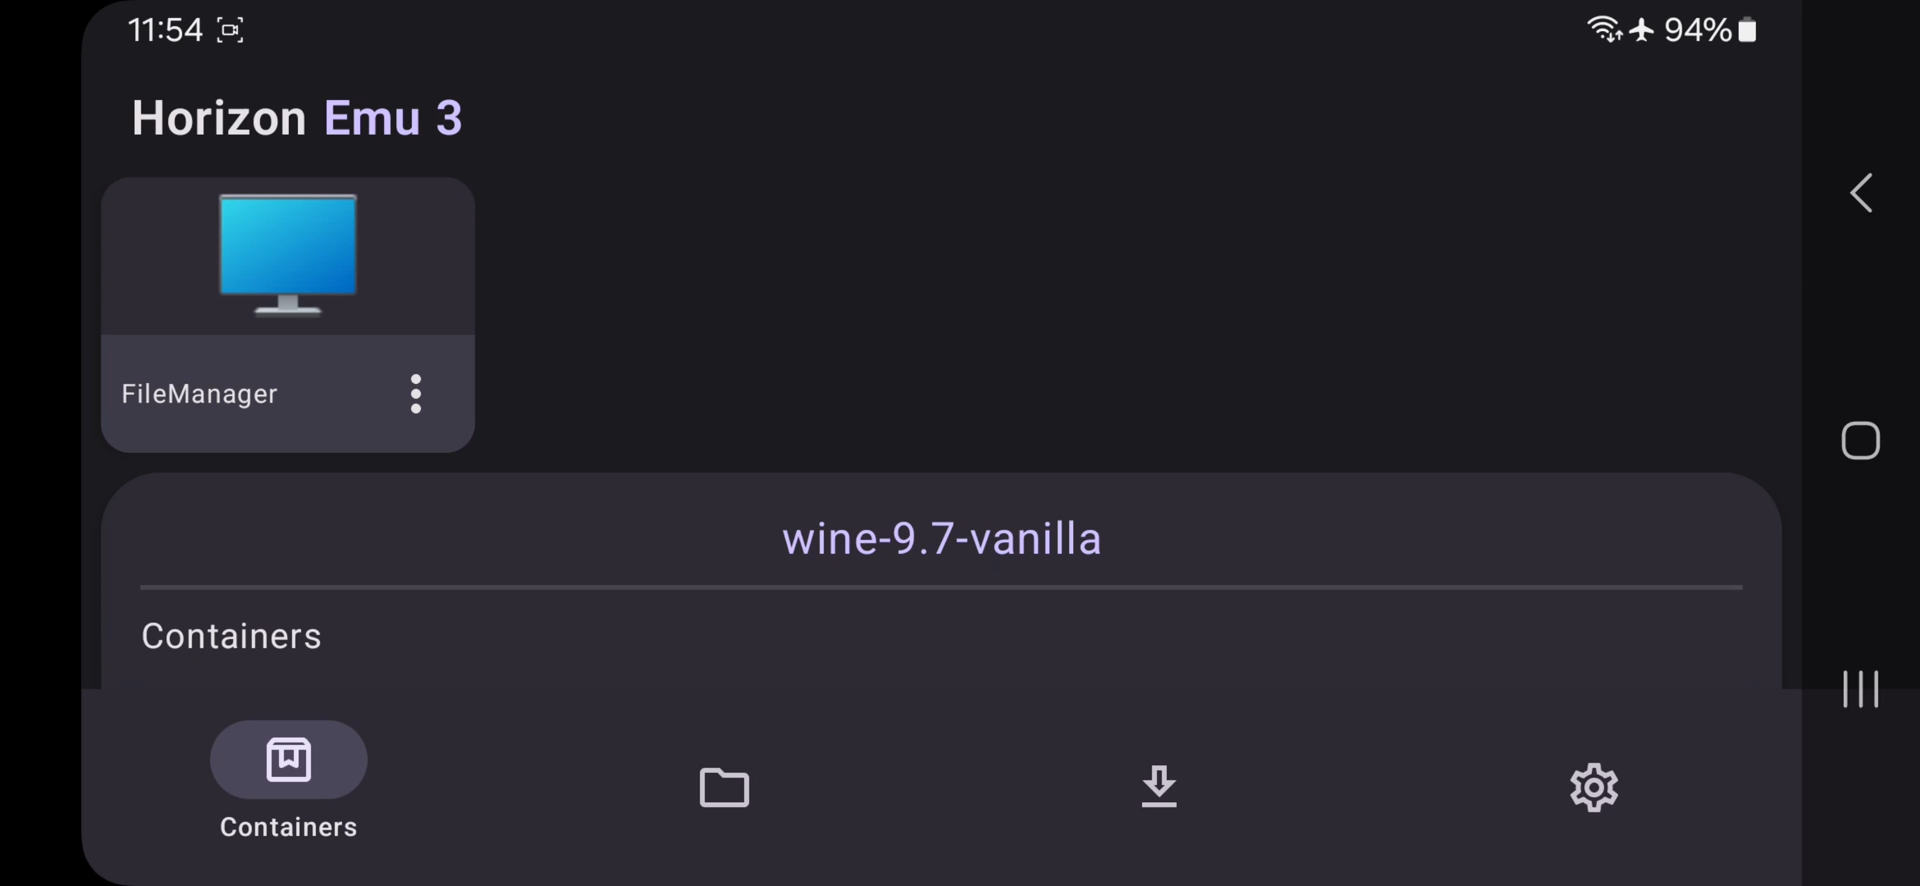 11:54
94%
Horizon Emu 3
FileManager
wine-9.7-vanilla
Containers
Containers